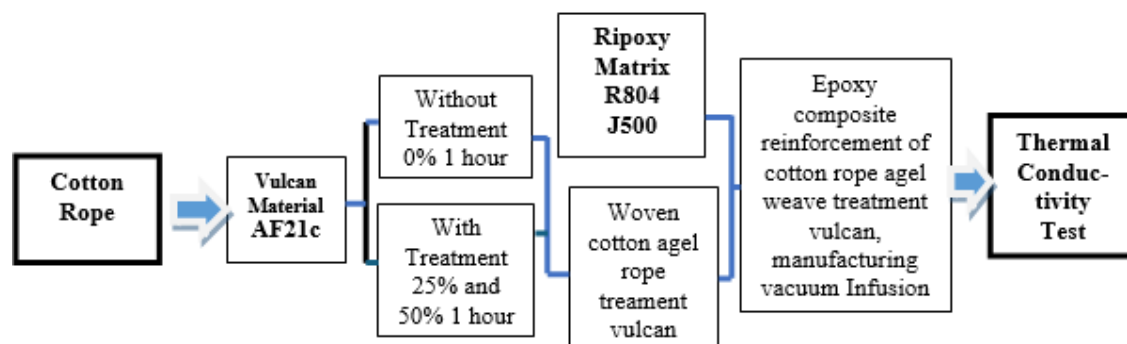 Cotton
Rope
Vulcan
Material
AF21c
Without
Treatment
0% 1 hour
With
Treatment
25% and
50% 1 hour
Ripoxy
Matrix
R804
J500
Woven
cotton agel
rope
treament
vulcan
Epoxy
composite
reinforcement of
cotton rope agel
weave treatment
vulcan,
manufacturing
vacuum Infusion
Thermal
Conduc-
tivity
Test